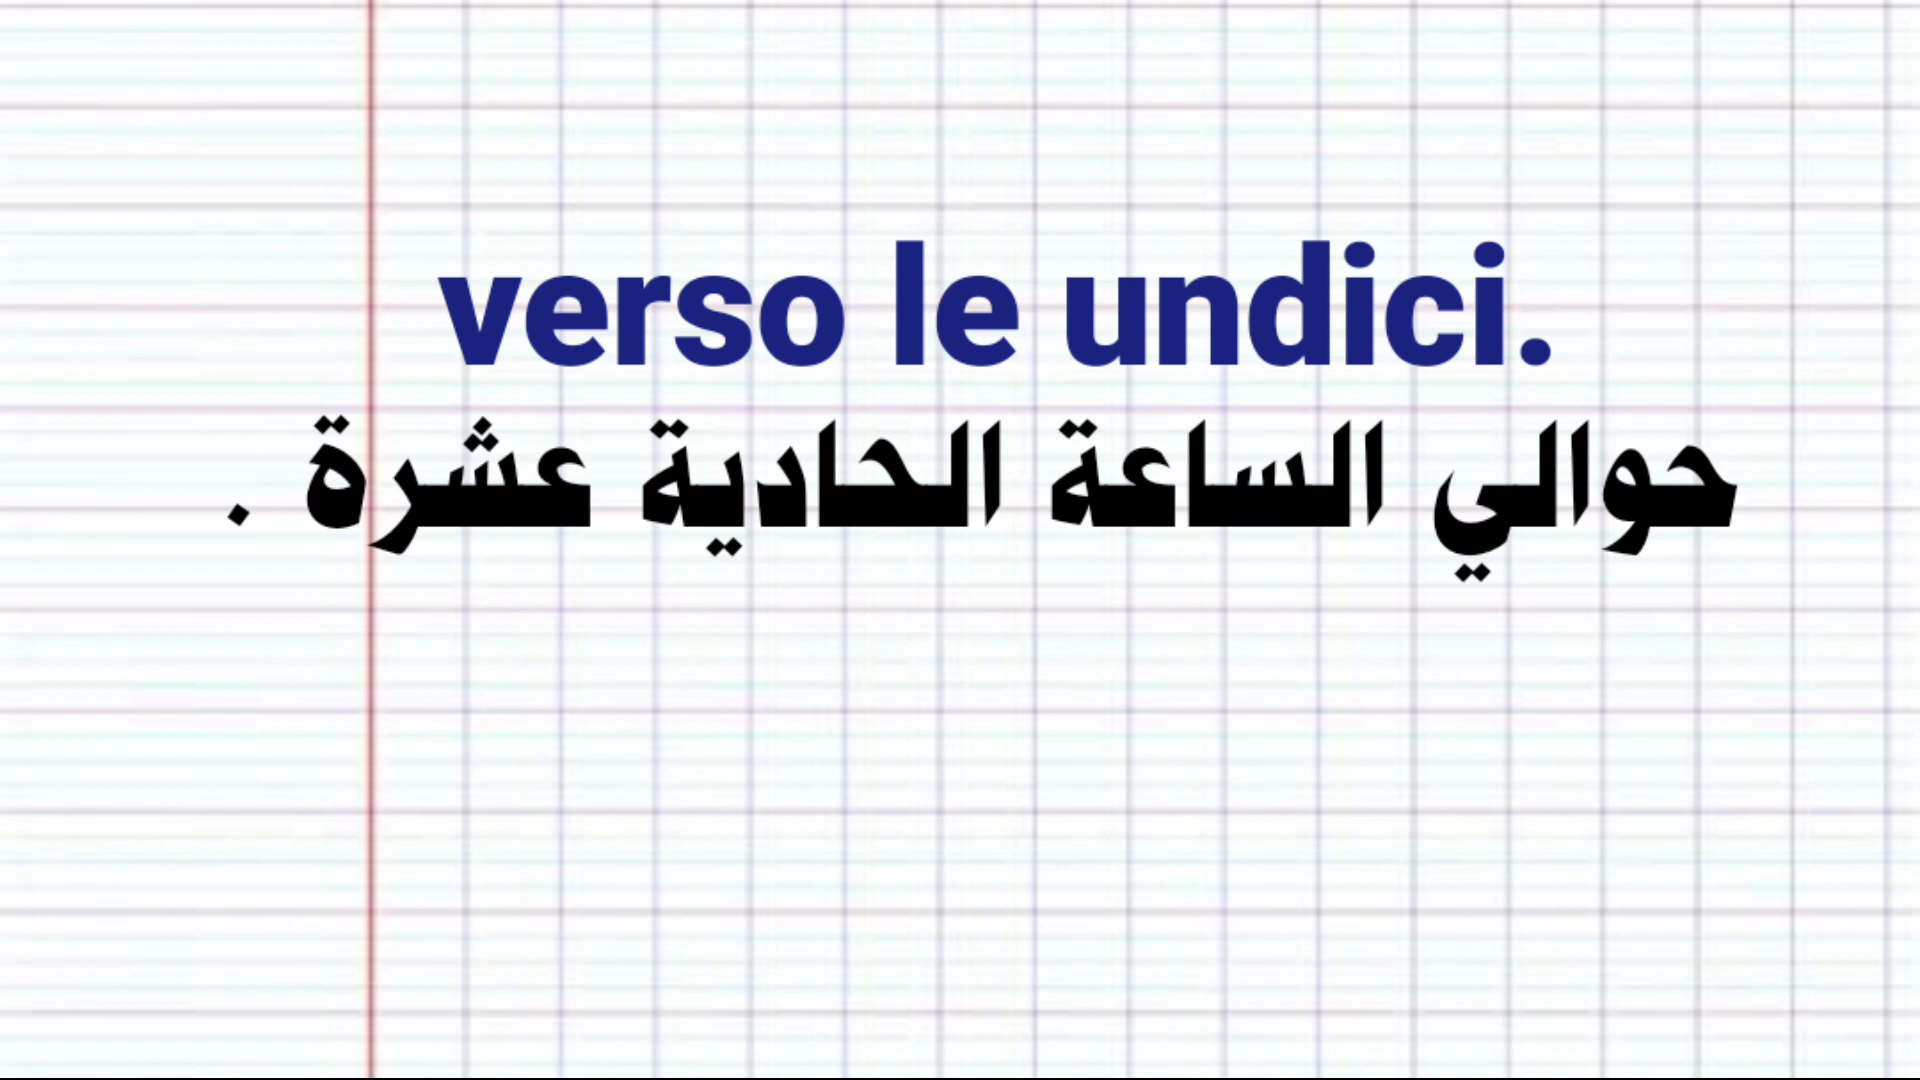 verso le undici.
حوالي الساعة الحادية عشرة .